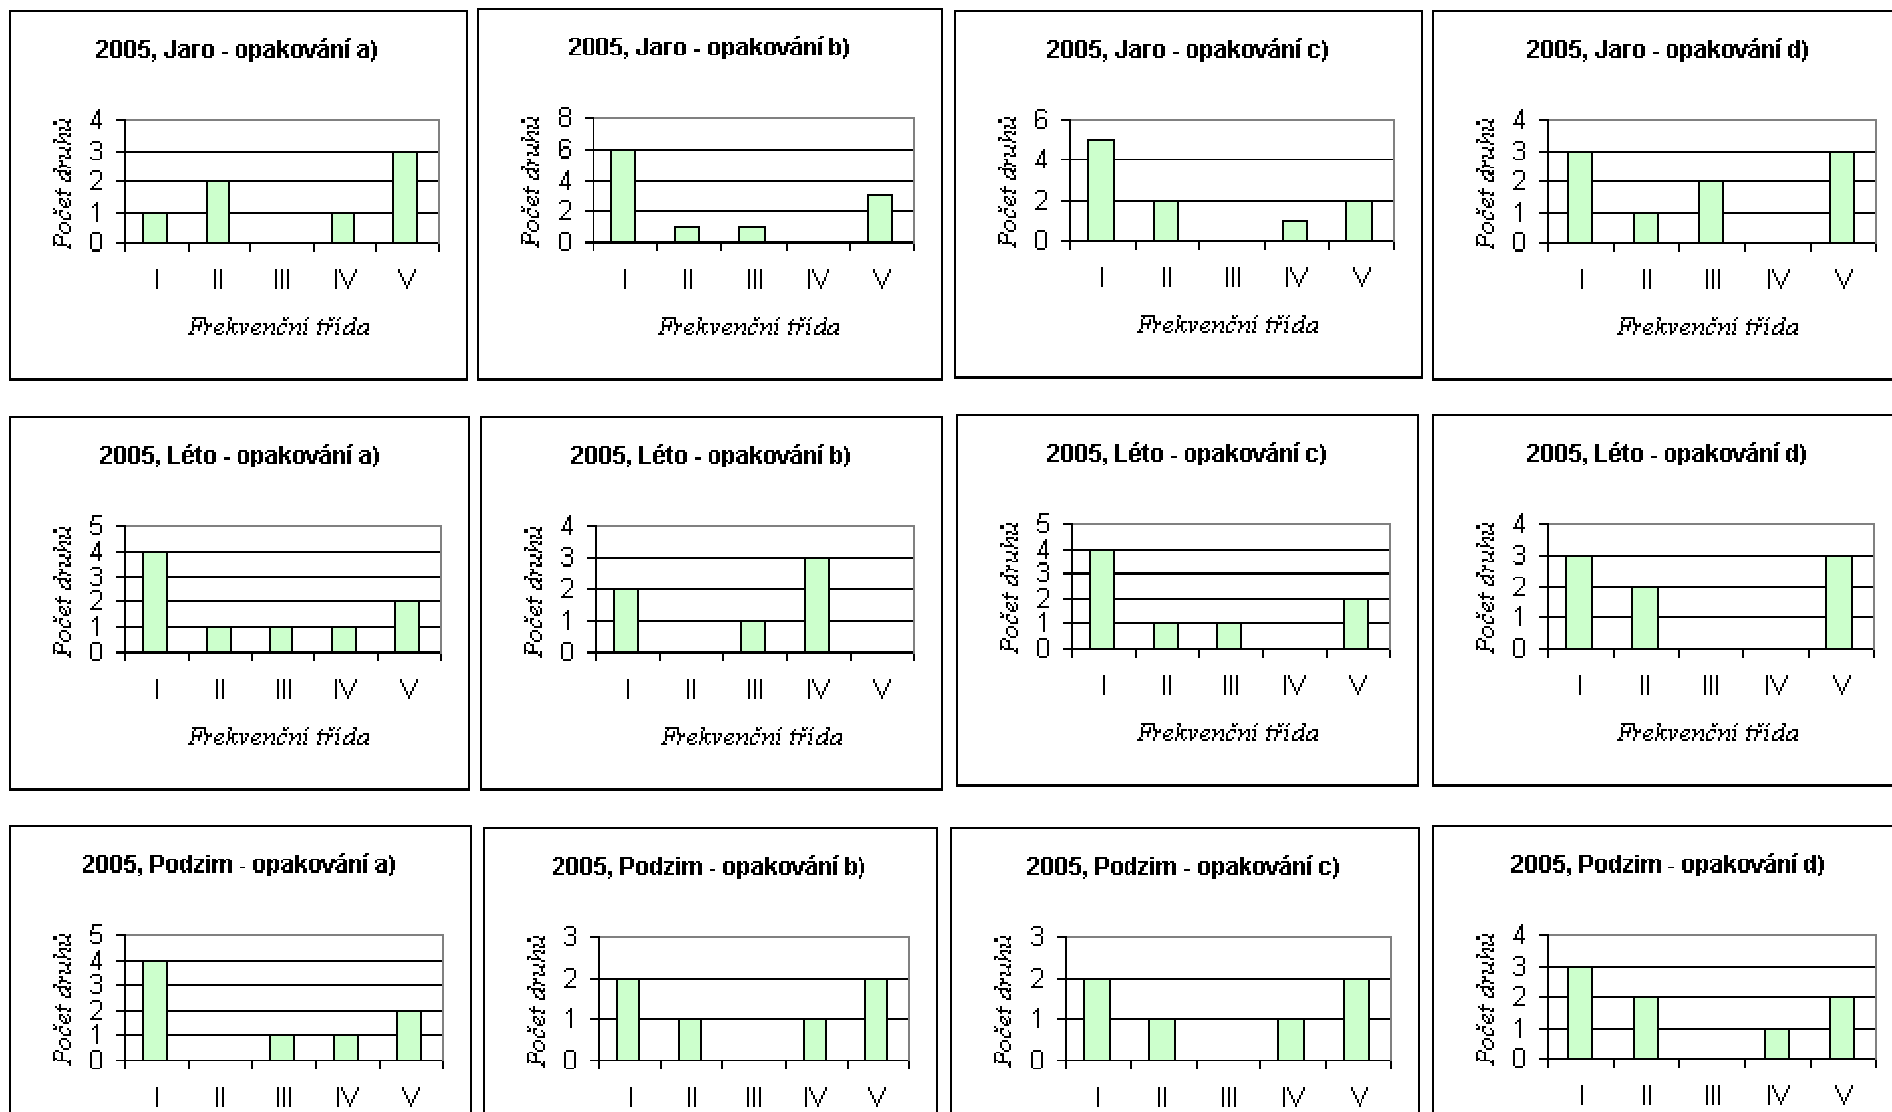 2005, Jaro - opakování a)
Počet druhů
4
3
2
1
0
I II III IV V
Frekvenční třída
2005, Jaro - opakování b)
Počet druhů
8
6
4
2
0
I II III IV V
Frekvenční třída
2005, Jaro - opakování c)
Počet druhů
6
4
2
0
I II III IV V
Frekvenční třída
2005, Jaro - opakování d)
Počet druhů
4
3
2
1
0
I II III IV V
Frekvenční třída
2005, Léto - opakování a)
Počet druhů
5
4
3
2
1
0
I II III IV V
Frekvenční třída
2005, Léto - opakování b)
Počet druhů
4
3
2
1
0
I II III IV V
Frekvenční třída
2005, Léto - opakování c)
Počet druhů
5
4
3
2
1
0
I II III IV V
Frekvenční třída
2005, Léto - opakování d)
Počet druhů
4
3
2
1
0
I II III IV V
Frekvenční třída
2005, Podzim - opakování a)
Počet druhů
5
4
3
2
1
0
I II III IV V
2005, Podzim - opakování b)
Počet druhů
3
2
1
0
I II III IV V
2005, Podzim - opakování c)
Počet druhů
3
2
1
0
I II III IV V
2005, Podzim - opakování d)
Počet druhů
4
3
2
1
0
I II III IV V